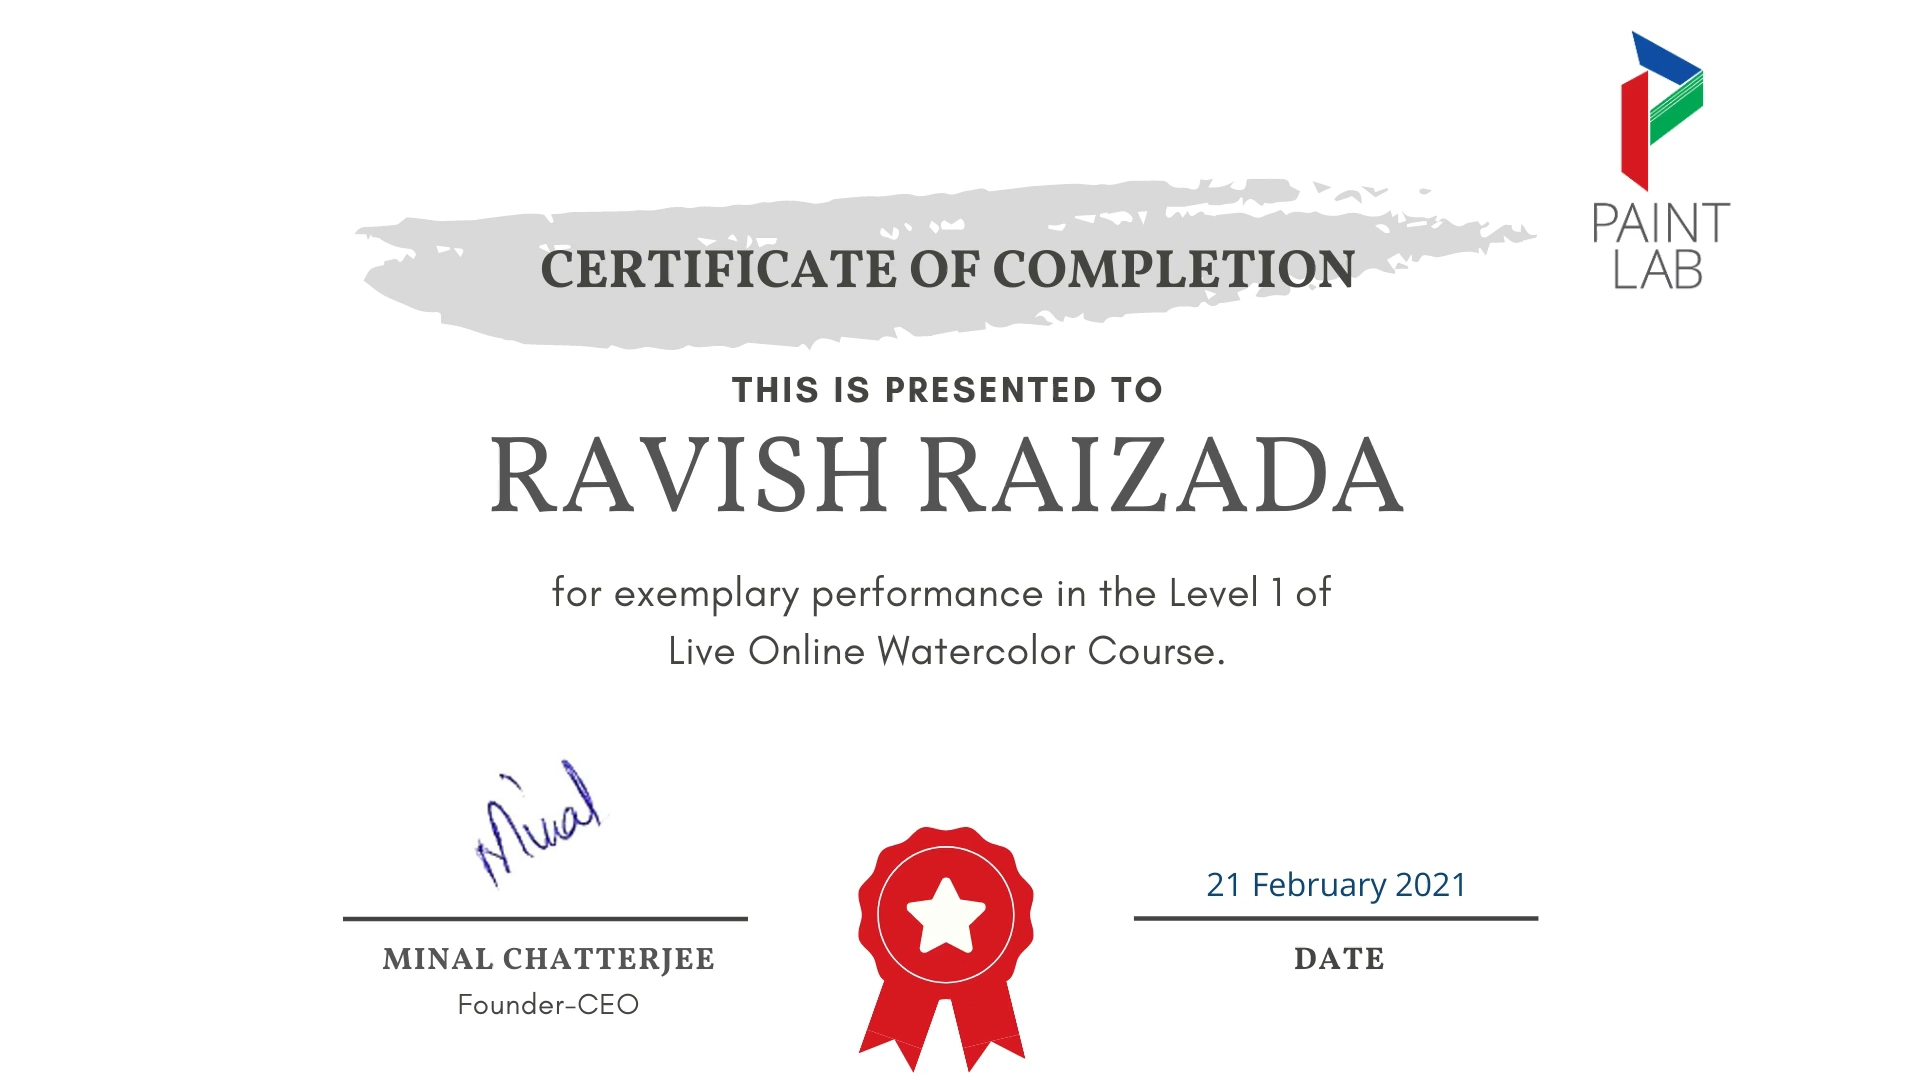 PAINT
LAB
CERTIFICATE OF COMPLETION
THIS IS PRESENTED TO
RAVISH RAIZADA
for exemplary performance in the Level 1 of
Live Online Watercolor Course.
Minal
21 February 2021
MINAL CHATTERJEE
DATE
Founder-CEO